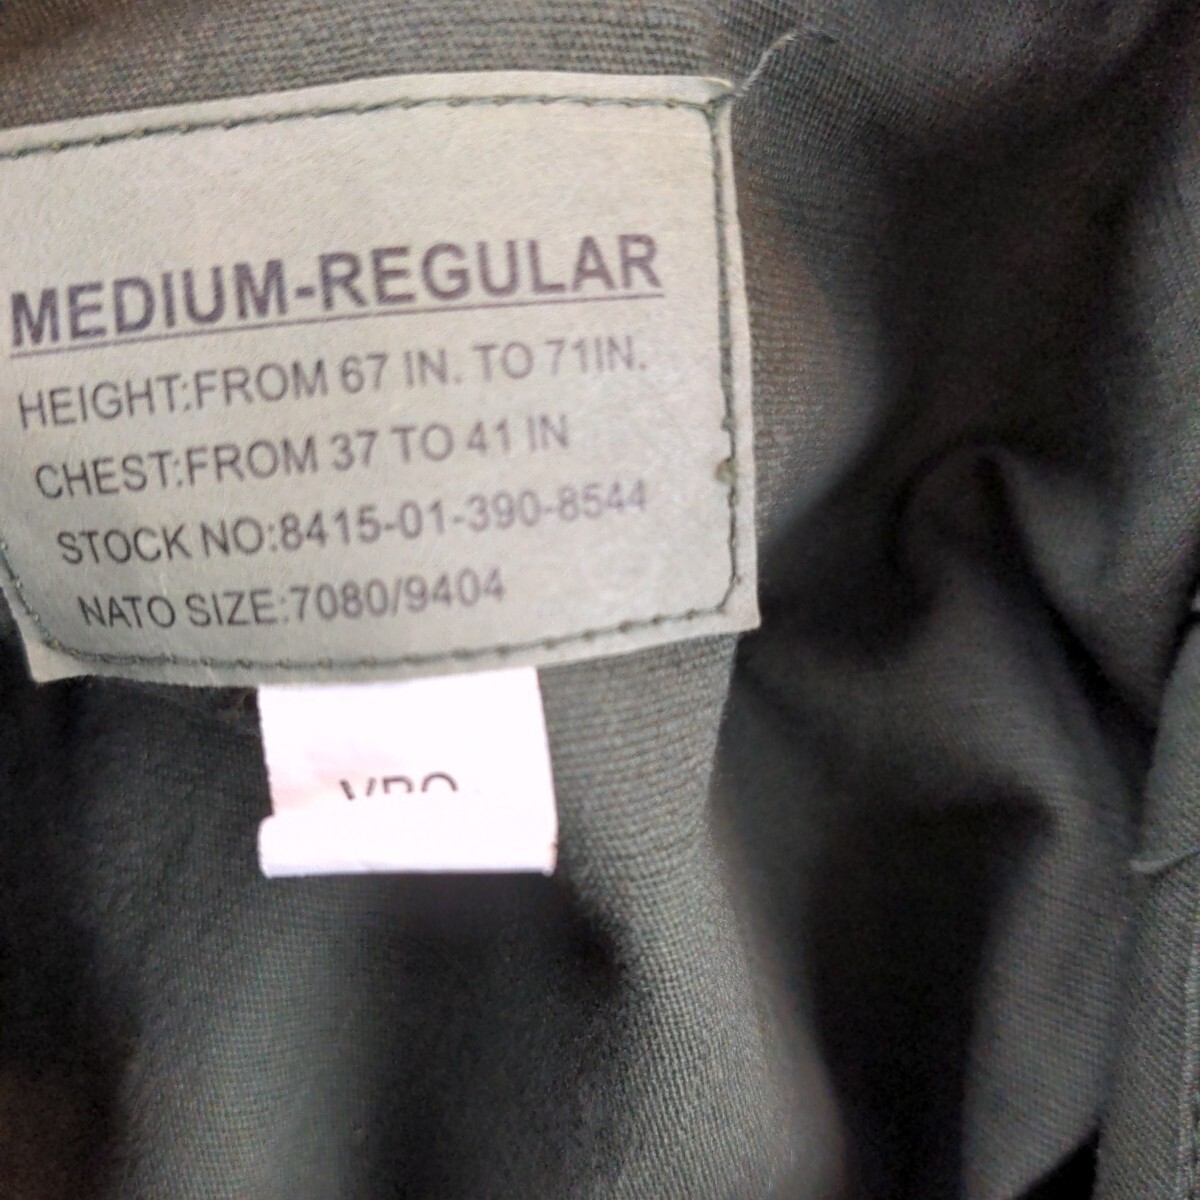 MEDIUM-REGULAR
HEIGHT:FROM 67 IN. TO 71IN.
CHEST:FROM 37 TO 41 IN
STOCK NO:8415-01-390-8544
NATO SIZE:7080/9404